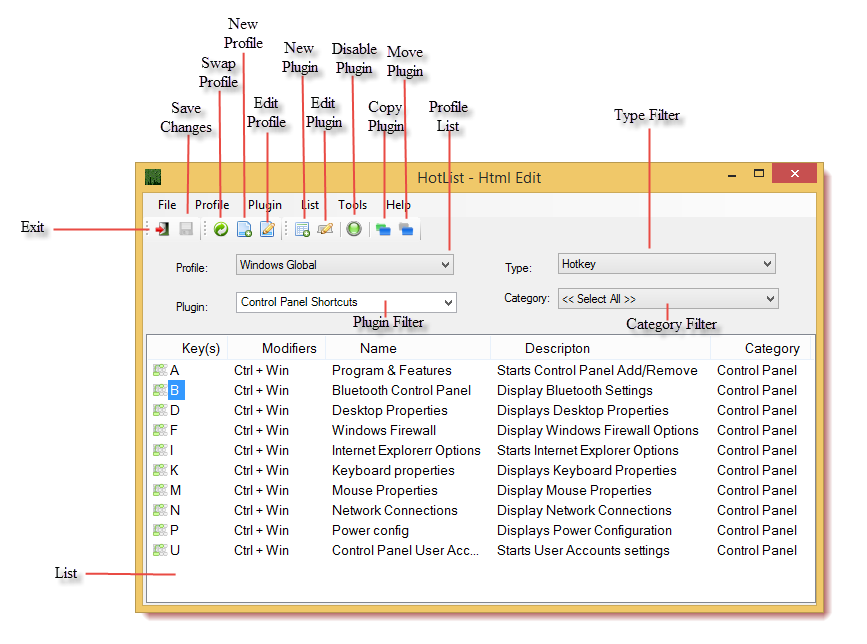 New
Profile
Swap
Profile
New
Plugin
Disable
Plugin
Move
Plugin
Save
Changes
Edit
Profile
Edit
Plugin
Copy
Plugin
Profile
List
Type Filter
HotList - Html Edit
File Profile Plugin List Tools Help
Exit
Profile: Windows Global Type: Hotkey
Plugin: Control Panel Shortcuts Category: << Select All >>
Plugin Filter Category Filter
Key(s) Modifiers Name Descripton Category
A Ctrl + Win Program & Features Starts Control Panel Add/Remove Control Panel
B Ctrl + Win Bluetooth Control Panel Display Bluetooth Settings Control Panel
D Ctrl + Win Desktop Properties Displays Desktop Properties Control Panel
F Ctrl + Win Windows Firewall Display Windows Firewall Options Control Panel
I Ctrl + Win Internet Explorerr Options Starts Internet Explorer Options Control Panel
K Ctrl + Win Keyboard properties Displays Keyboard Properties Control Panel
M Ctrl + Win Mouse Properties Display Mouse Properties Control Panel
N Ctrl + Win Network Connections Display Network Connections Control Panel
P Ctrl + Win Power config Displays Power Configuration Control Panel
U Ctrl + Win Control Panel User Acc... Starts User Accounts settings Control Panel
List